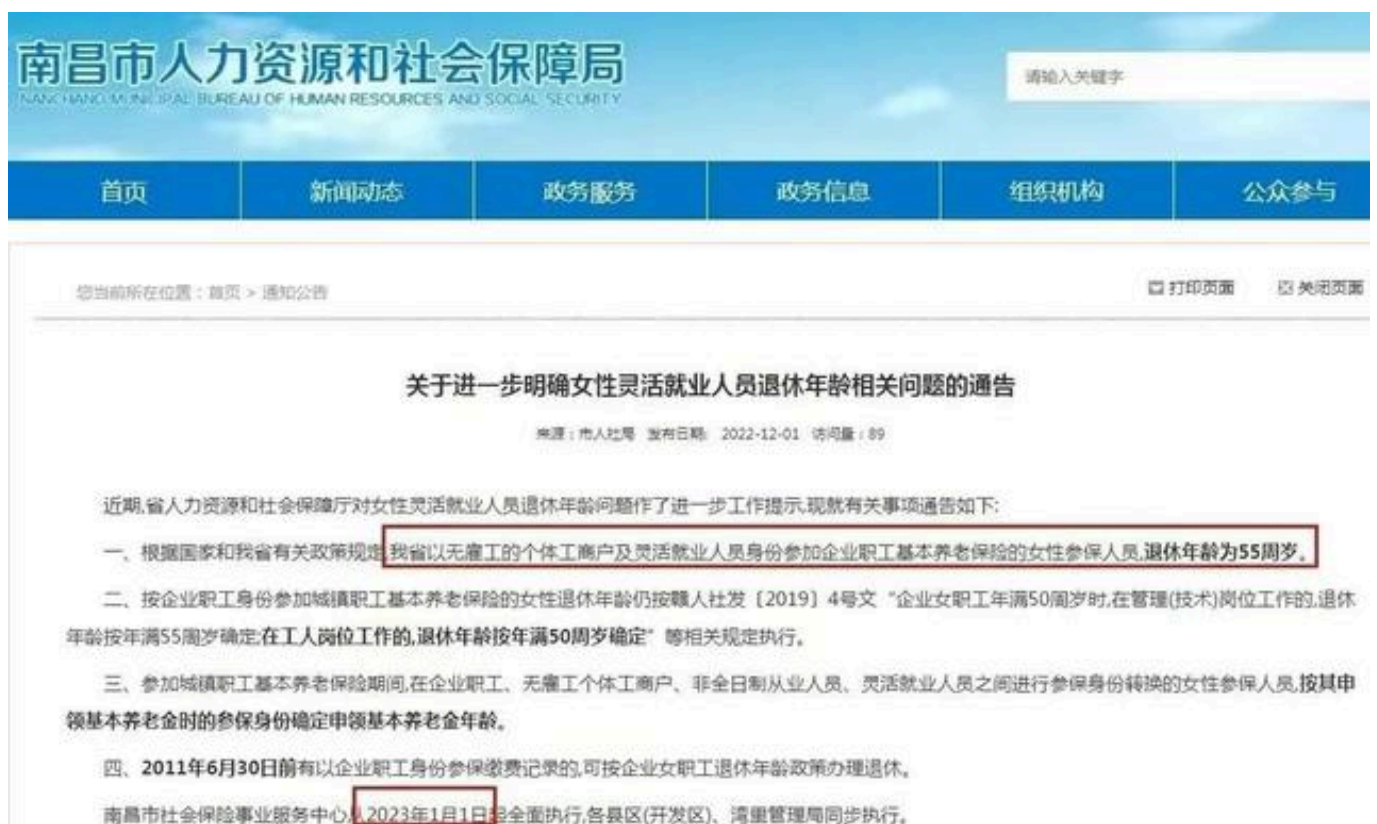 南昌市人力资源和社会保障局
NANCHANG MUNICIPAL BUREAU OF HUMAN RESOURCES AND SOCIAL SECURITY
请输入关键字
首页 新闻动态 政务服务 政务信息 组织机构 公众参与
您当前所在位置：首页 > 通知公告 打印页面 关闭页面
关于进一步明确女性灵活就业人员退休年龄相关问题的通告
来源：市人社局 发布日期: 2022-12-01 访问量：89
近期,省人力资源和社会保障厅对女性灵活就业人员退休年龄问题作了进一步工作提示,现就有关事项通告如下:
一、根据国家和我省有关政策规定,我省以无雇工的个体工商户及灵活就业人员身份参加企业职工基本养老保险的女性参保人员,退休年龄为55周岁。
二、按企业职工身份参加城镇职工基本养老保险的女性退休年龄仍按赣人社发〔2019〕4号文“企业女职工年满50周岁时,在管理(技术)岗位工作的,退休
年龄按年满55周岁确定;在工人岗位工作的,退休年龄按年满50周岁确定”等相关规定执行。
三、参加城镇职工基本养老保险期间,在企业职工、无雇工个体工商户、非全日制从业人员、灵活就业人员之间进行参保身份转换的女性参保人员,按其申
领基本养老金时的参保身份确定申领基本养老金年龄。
四、2011年6月30日前有以企业职工身份参保缴费记录的,可按企业女职工退休年龄政策办理退休。
南昌市社会保险事业服务中心从2023年1月1日起全面执行,各县区(开发区)、湾里管理局同步执行。